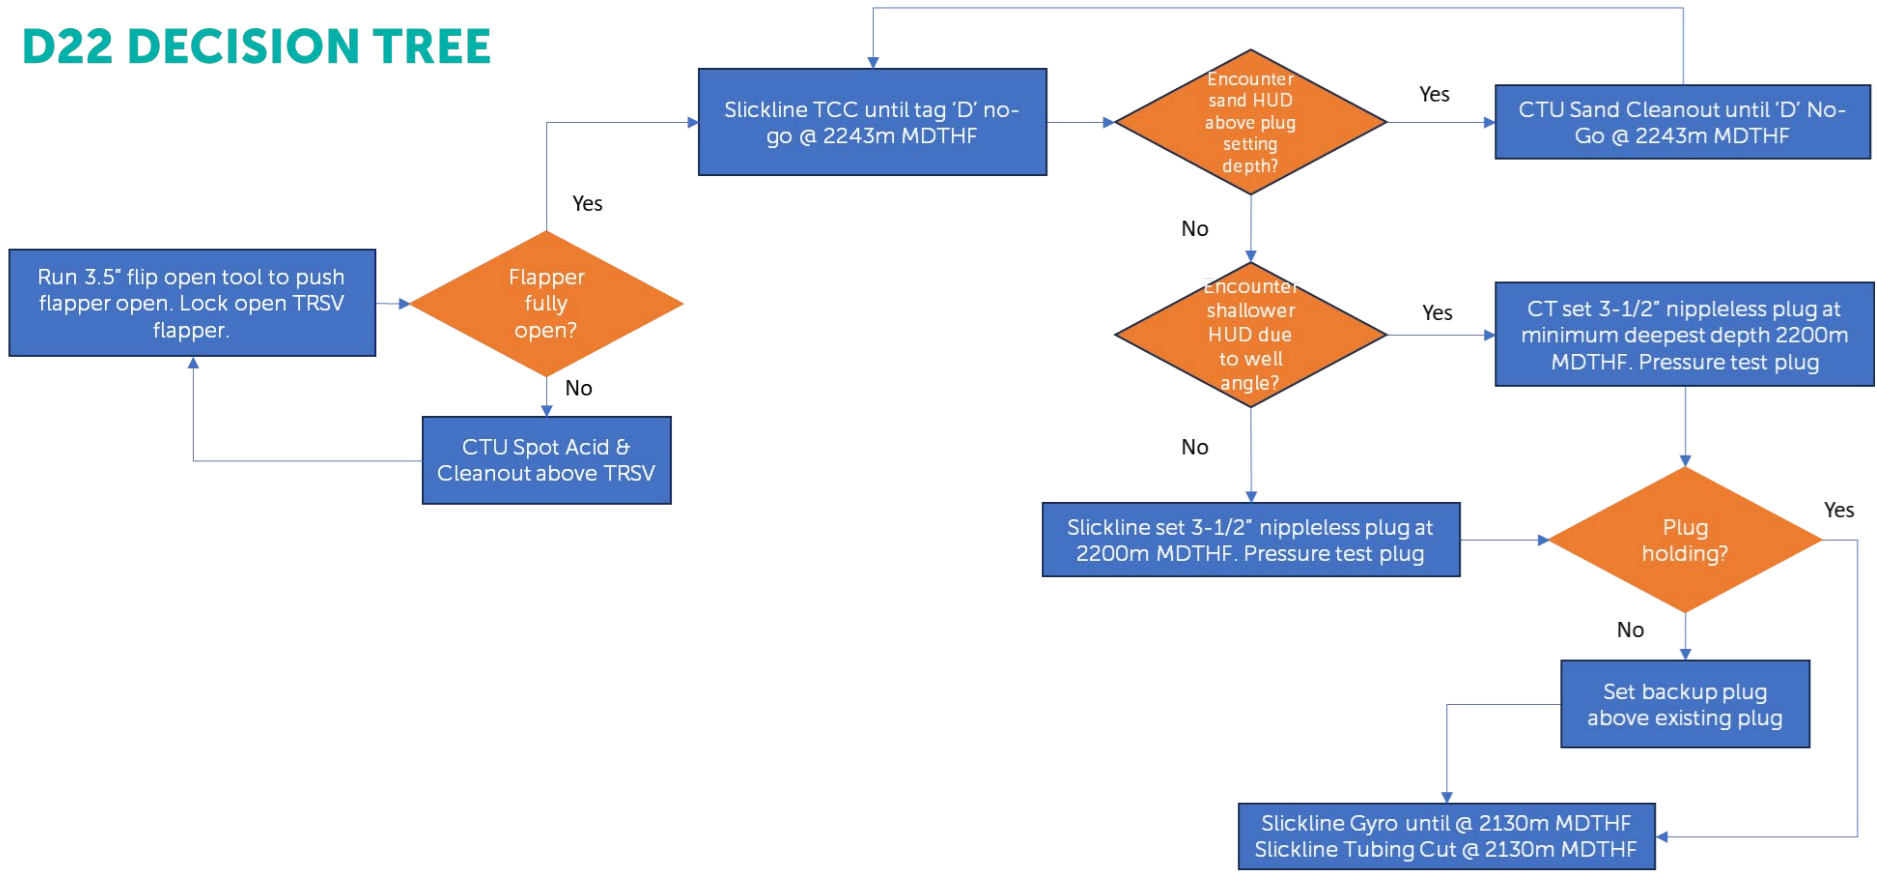 D22 DECISION TREE
Run 3.5" flip open tool to push
flapper open. Lock open TRSV
flapper.
Flapper
fully
open?
Yes
No
CTU Spot Acid &
Cleanout above TRSV
Slickline TCC until tag ‘D’ no-
go @ 2243m MDTHF
Encounter
sand HUD
above plug
setting
depth?
Yes
CTU Sand Cleanout until ‘D’ No-
Go @ 2243m MDTHF
No
Encounter
shallower
HUD due
to well
angle?
Yes
CT set 3-1/2" nippleless plug at
minimum deepest depth 2200m
MDTHF. Pressure test plug
No
Slickline set 3-1/2" nippleless plug at
2200m MDTHF. Pressure test plug
Plug
holding?
Yes
No
Set backup plug
above existing plug
Slickline Gyro until @ 2130m MDTHF
Slickline Tubing Cut @ 2130m MDTHF